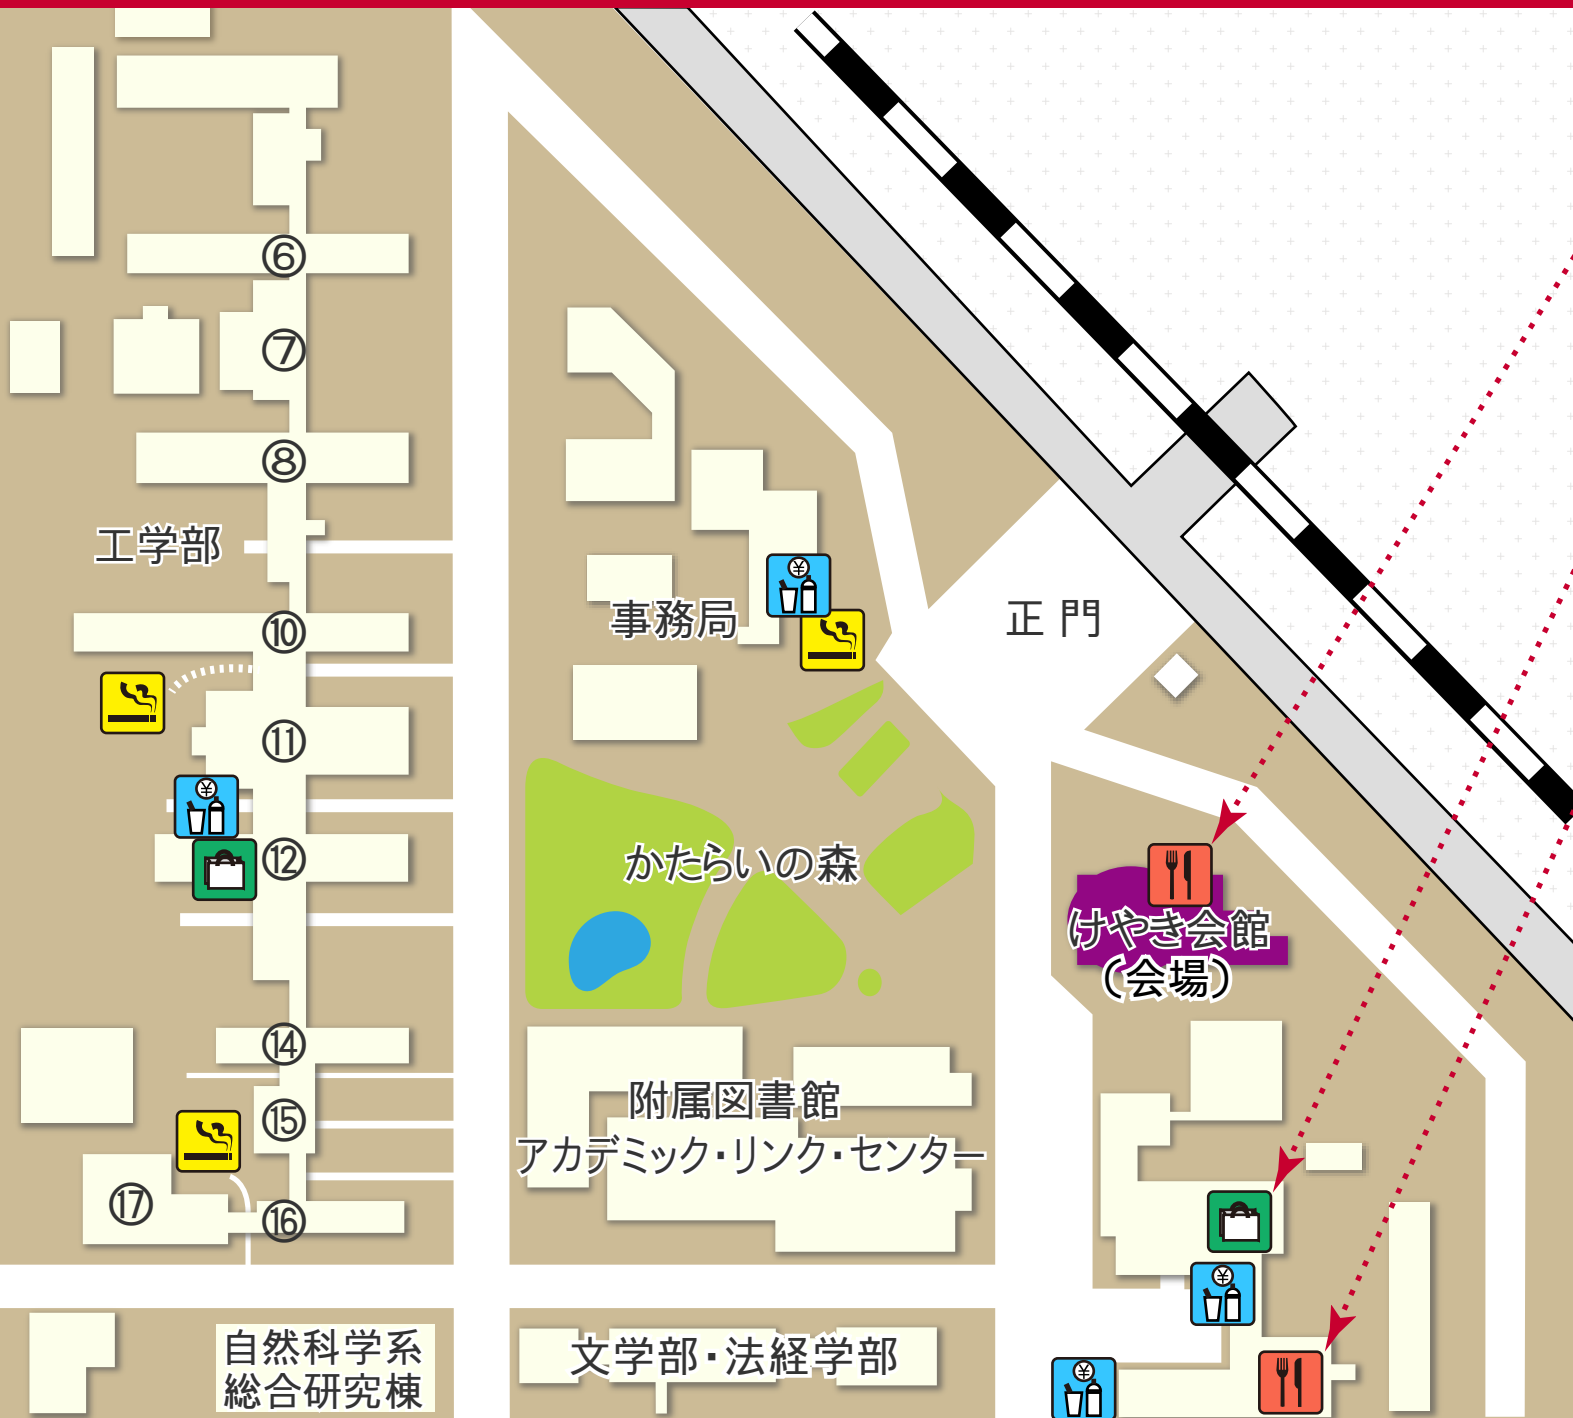 ⑥
⑦
⑧
工学部
⑩
事務局
正門
⑪
⑫
かたらいの森
けやき会館
(会場)
⑭
附属図書館
アカデミック・リンク・センター
⑮
⑰
⑯
自然科学系
総合研究棟
文学部・法経学部
¥
¥
¥
¥